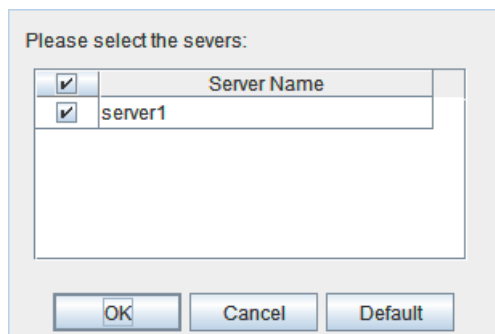 Please select the severs:
Server Name
server1
OK Cancel Default